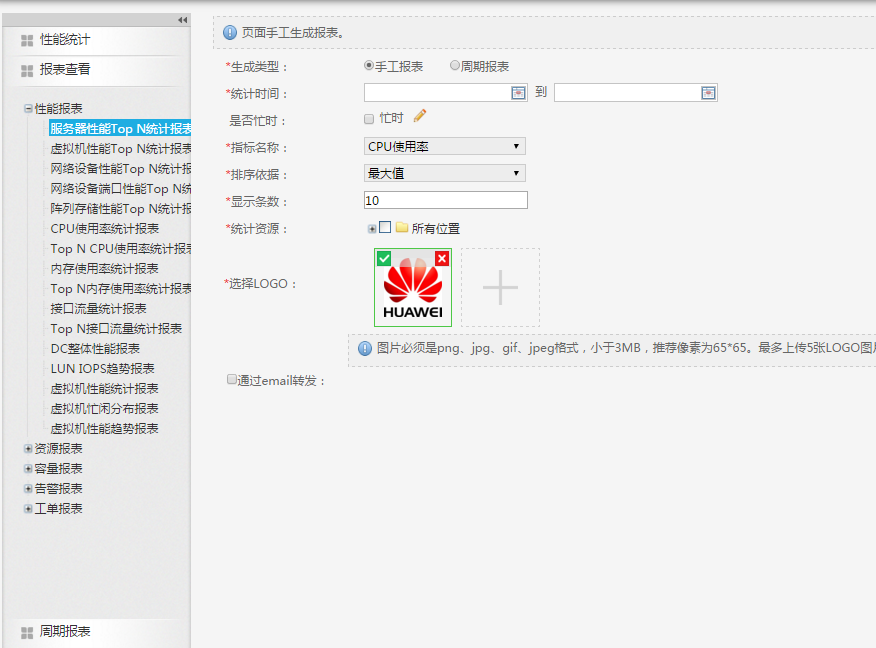 性能统计
报表查看
性能报表
服务器性能Top N统计报表
虚拟机性能Top N统计报表
网络设备性能Top N统计报
网络设备端口性能Top N统
阵列存储性能Top N统计报
CPU使用率统计报表
Top N CPU使用率统计报表
内存使用率统计报表
Top N内存使用率统计报表
接口流量统计报表
Top N接口流量统计报表
DC整体性能报表
LUN IOPS趋势报表
虚拟机性能统计报表
虚拟机忙闲分布报表
虚拟机性能趋势报表
资源报表
容量报表
告警报表
工单报表
周期报表
页面手工生成报表。
*生成类型： 手工报表 周期报表
*统计时间： 到
是否忙时： 忙时
*指标名称： CPU使用率
*排序依据： 最大值
*显示条数： 10
*统计资源： 所有位置
*选择LOGO： HUAWEI
图片必须是png、jpg、gif、jpeg格式，小于3MB，推荐像素为65*65。最多上传5张LOGO图片
通过email转发：